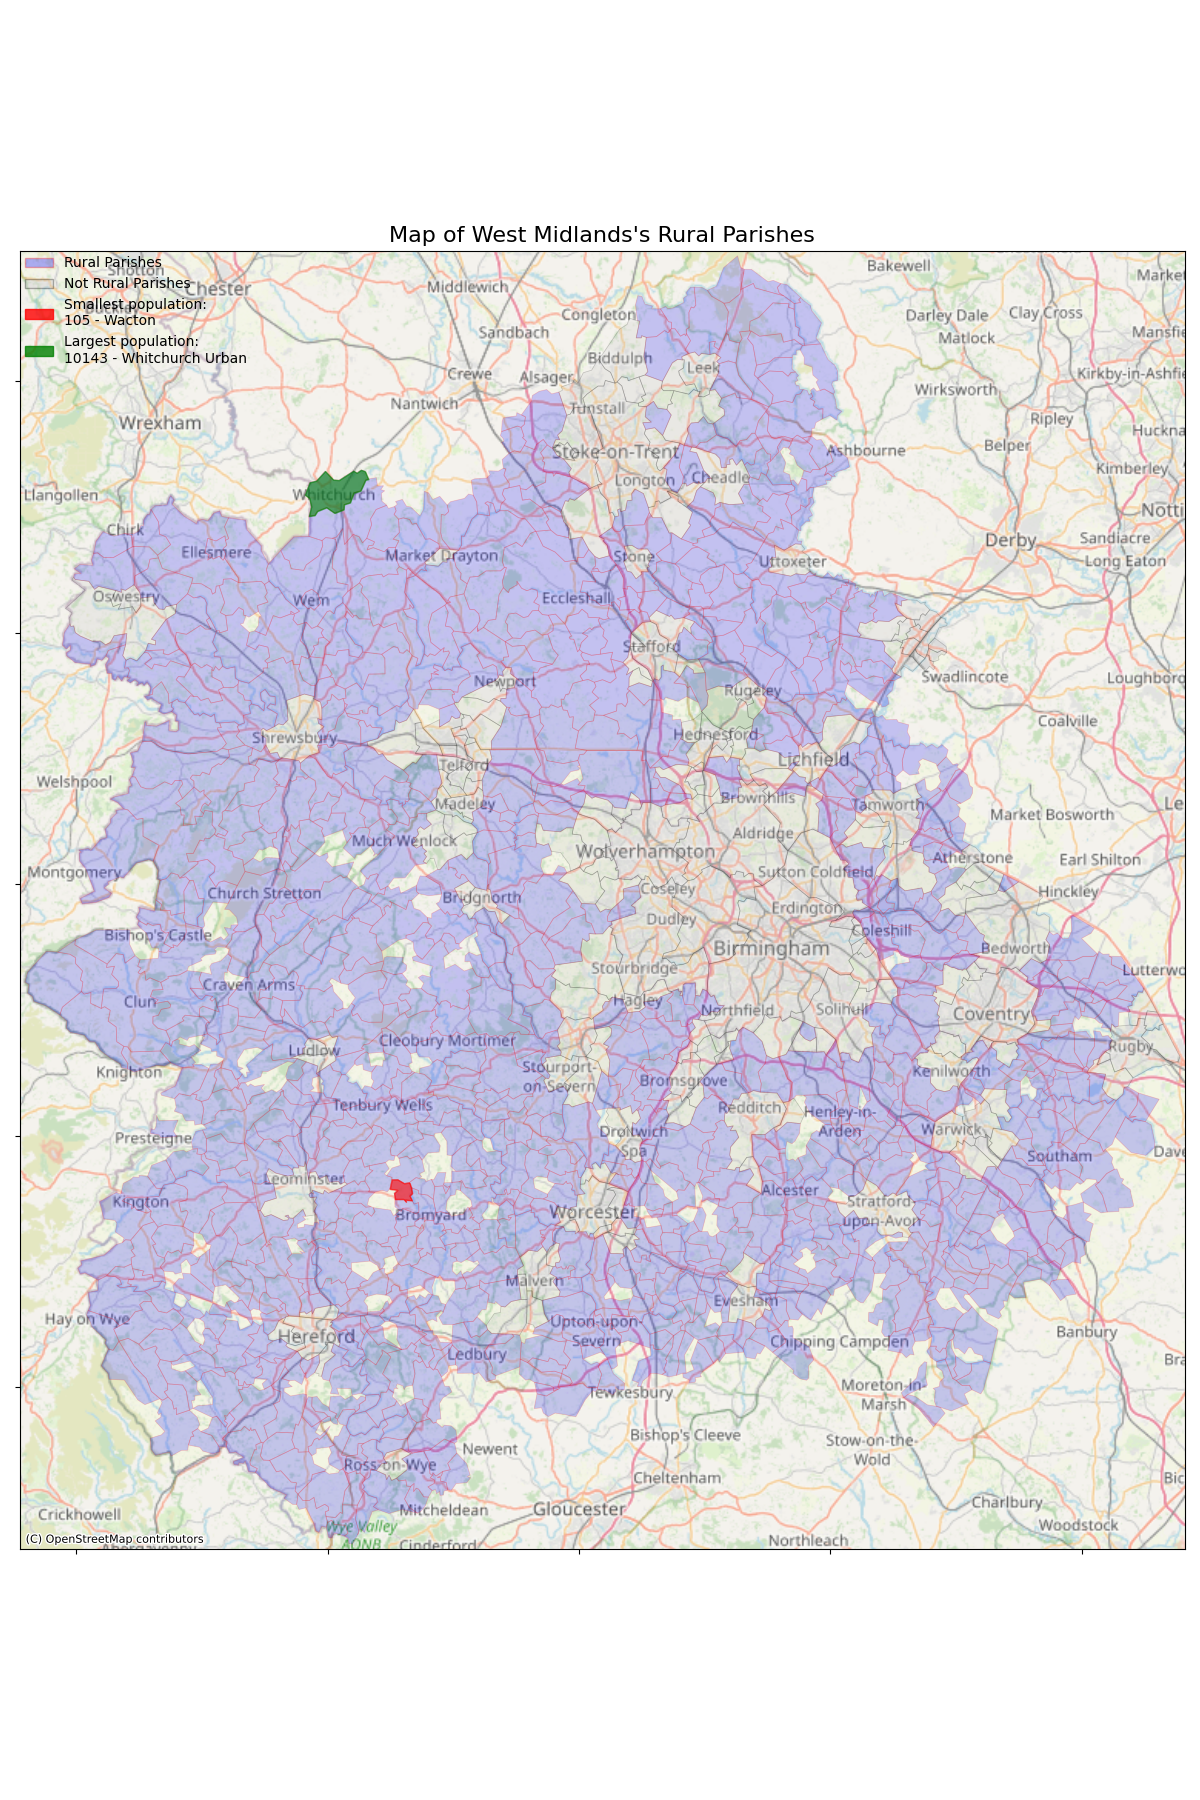 Map of West Midlands's Rural Parishes
Rural Parishes
Not Rural Parishes
Smallest population:
105 - Wacton
Largest population:
10143 - Whitchurch Urban
Shotton
Chester
Buckley
Middlewich
Bakewell
Market
Congleton
Darley Dale
Clay Cross
Sandbach
Matlock
Mansfie
Biddulph
Leek
Crewe
Alsager
Kirkby-in-Ashfie
Wirksworth
Nantwich
Tunstall
Ripley
Wrexham
Huckna
Stoke-on-Trent
Ashbourne
Belper
Kimberley
Longton
Cheadle
Llangollen
Whitchurch
Notti
Chirk
Derby
Sandiacre
Ellesmere
Market Drayton
Stone
Uttoxeter
Long Eaton
Oswestry
Wem
Eccleshall
Stafford
Swadlincote
Loughboro
Newport
Rugeley
Coalville
Shrewsbury
Hednesford
Lichfield
Telford
Welshpool
Brownhills
Tamworth
Le
Madeley
Market Bosworth
Aldridge
Much Wenlock
Wolverhampton
Atherstone
Earl Shilton
Montgomery
Sutton Coldfield
Church Stretton
Bridgnorth
Coseley
Hinckley
Erdington
Dudley
Bishop's Castle
Coleshill
Birmingham
Bedworth
Stourbridge
Lutterwo
Craven Arms
Clun
Hagley
Northfield
Solihull
Coventry
Cleobury Mortimer
Ludlow
Rugby
Knighton
Stourport-
on-Severn
Bromsgrove
Kenilworth
Tenbury Wells
Redditch
Henley-in-
Arden
Presteigne
Droitwich
Spa
Warwick
Dave
Southam
Leominster
Kington
Alcester
Stratford-
upon-Avon
Bromyard
Worcester
Malvern
Evesham
Hay on Wye
Upton-upon-
Severn
Hereford
Chipping Campden
Banbury
Ledbury
Bra
Tewkesbury
Moreton-in-
Marsh
Bishop's Cleeve
Newent
Stow-on-the-
Wold
Ross-on-Wye
Cheltenham
Bic
Crickhowell
Mitcheldean
Gloucester
Charlbury
Woodstock
Wye Valley
AONB
(C) OpenStreetMap contributors
Abergavenny
Cinderford
Northleach